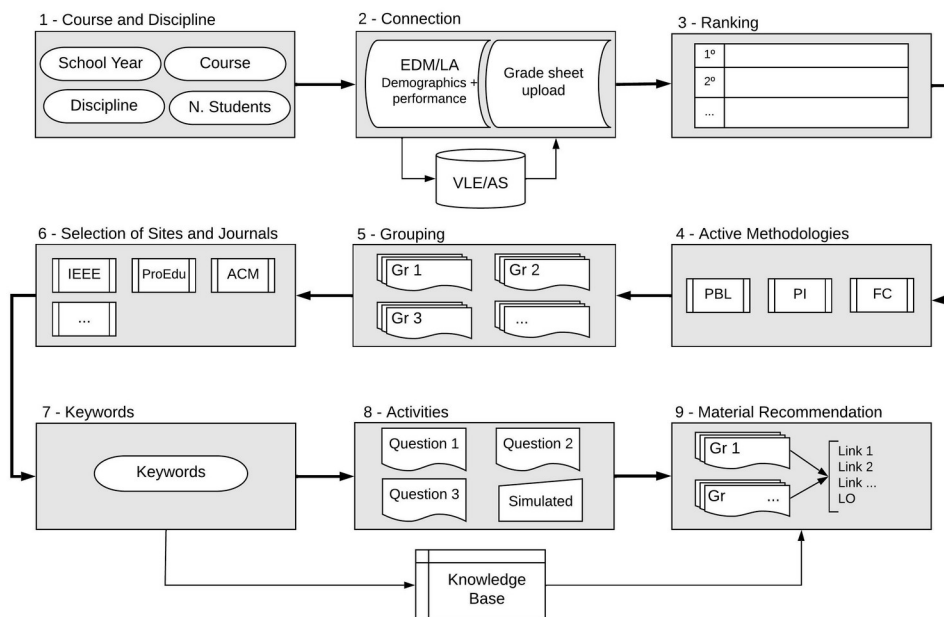 1 - Course and Discipline
School Year
Course
Discipline
N. Students
2 - Connection
EDM/LA
Demographics +
performance
Grade sheet
upload
VLE/AS
3 - Ranking
1º
2º
...
6 - Selection of Sites and Journals
IEEE
ProEdu
ACM
...
5 - Grouping
Gr 1
Gr 2
Gr 3
...
4 - Active Methodologies
PBL
PI
FC
7 - Keywords
Keywords
8 - Activities
Question 1
Question 2
Question 3
Simulated
9 - Material Recommendation
Gr 1
Gr ...
Link 1
Link 2
Link ...
LO
Knowledge
Base